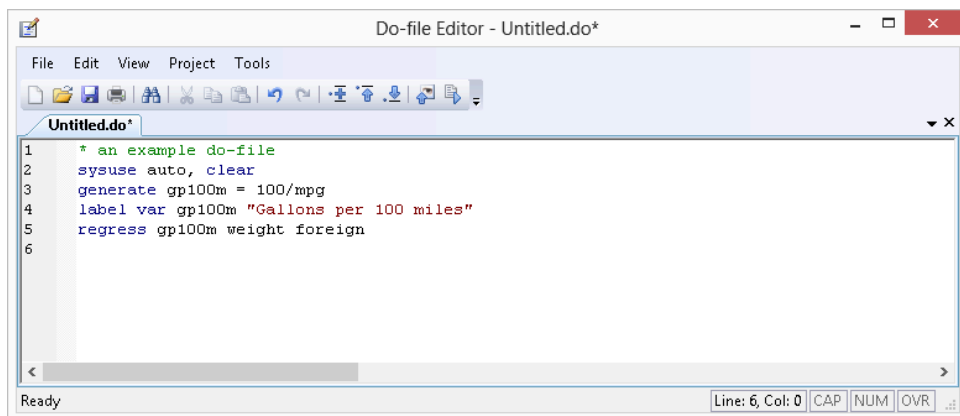 Do-file Editor - Untitled.do*
File Edit View Project Tools
Untitled.do*
1 * an example do-file
2 sysuse auto, clear
3 generate gp100m = 100/mpg
4 label var gp100m "Gallons per 100 miles"
5 regress gp100m weight foreign
6
Ready Line: 6, Col: 0 CAP NUM OVR